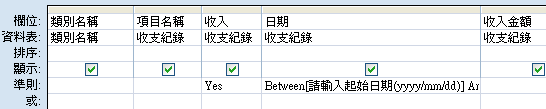 欄位: 類別名稱 項目名稱 收入 日期 收入金額
資料表: 類別名稱 收支紀錄 收支紀錄 收支紀錄 收支紀錄
排序:
顯示:
準則: Yes Between[請輸入起始日期(yyyy/mm/dd)] An
或: